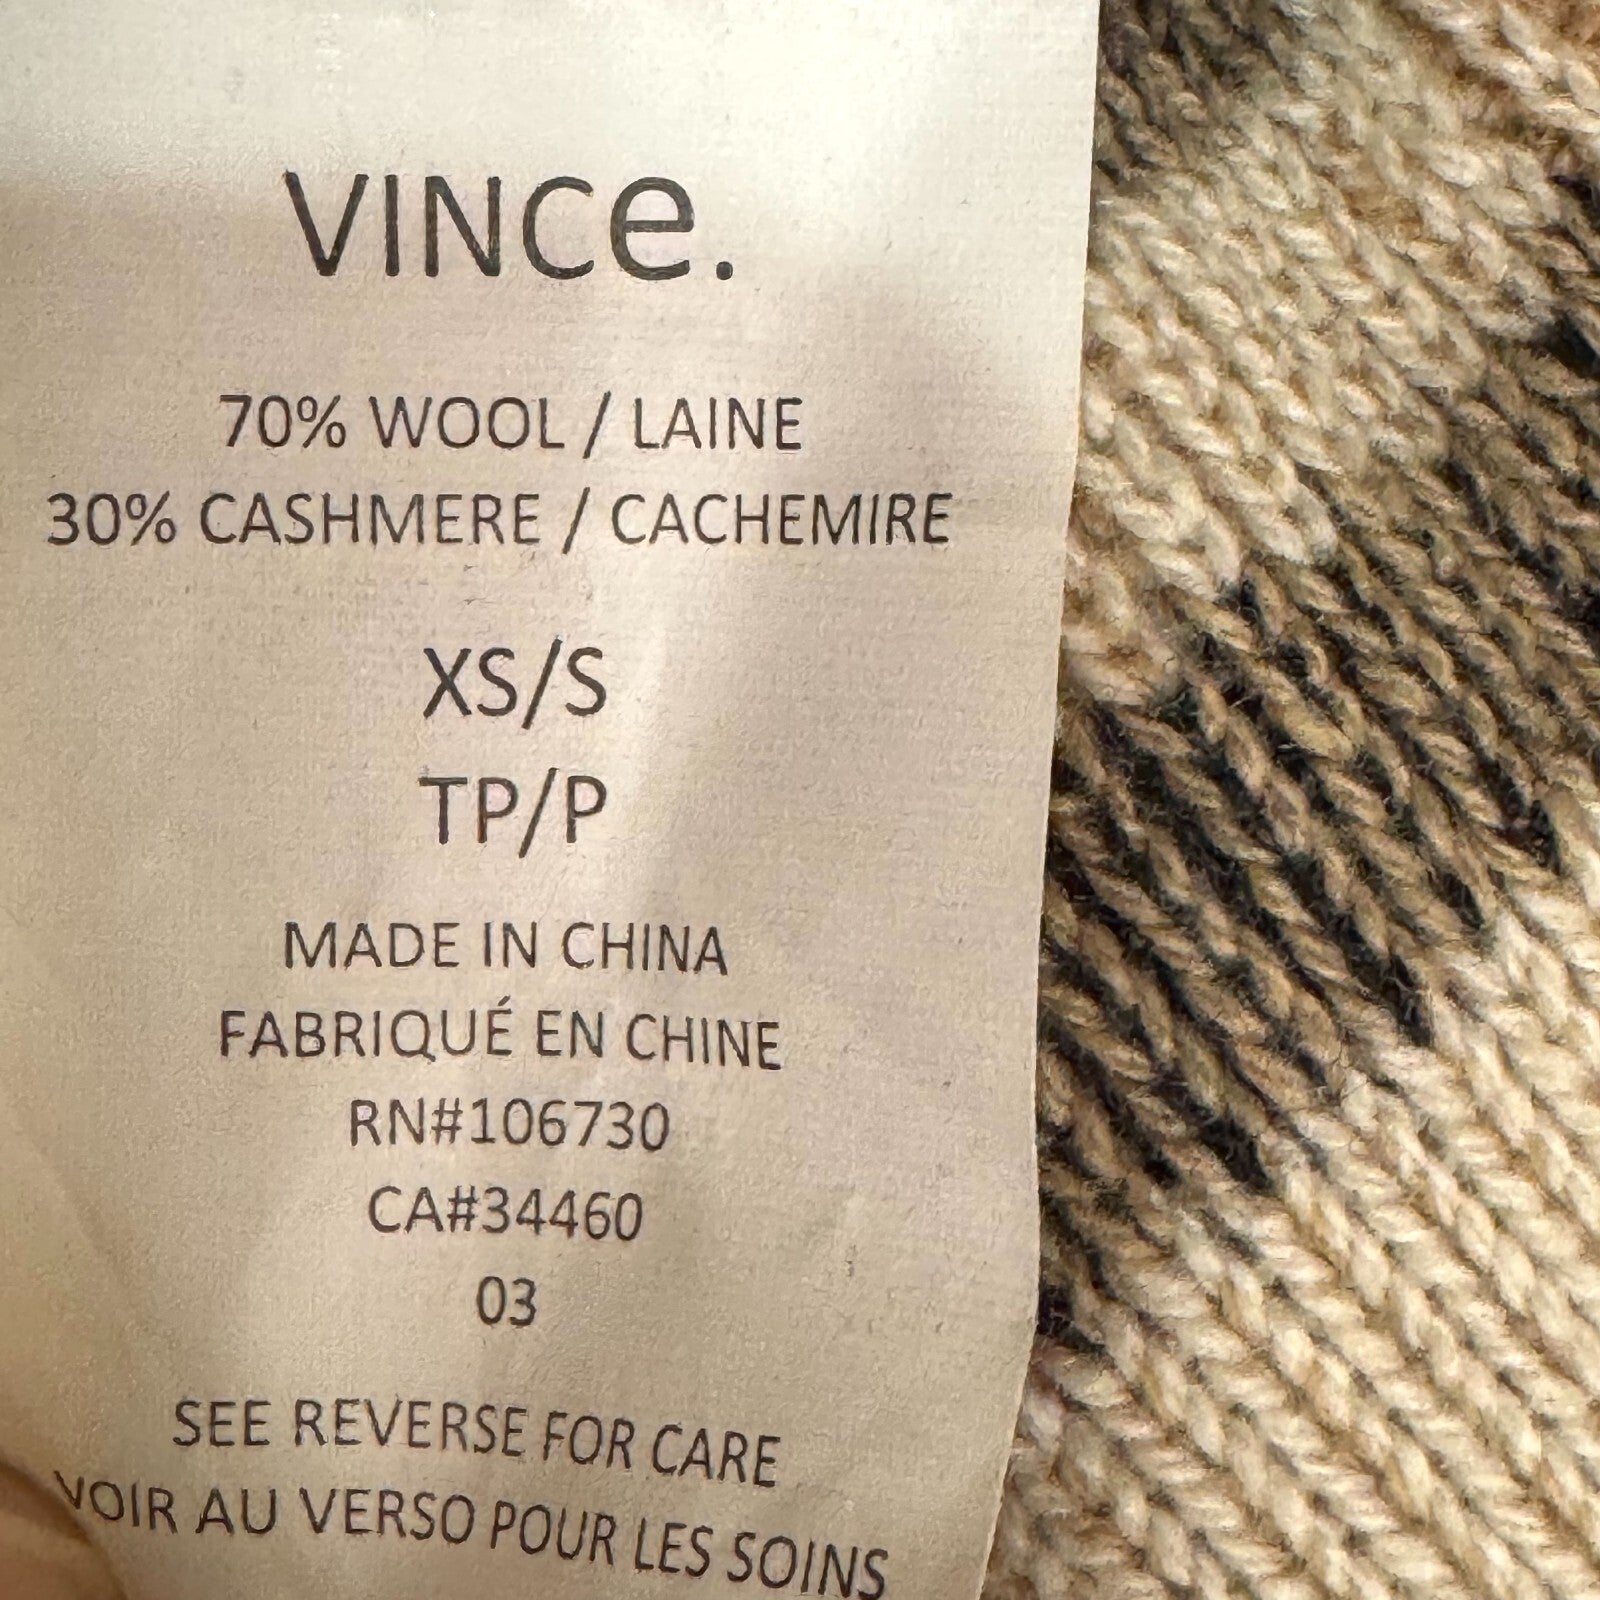 VINCe.
70% WOOL / LAINE
30% CASHMERE / CACHEMIRE
XS/S
TP/P
MADE IN CHINA
FABRIQUÉ EN CHINE
RN#106730
CA#34460
03
SEE REVERSE FOR CARE
VOIR AU VERSO POUR LES SOINS